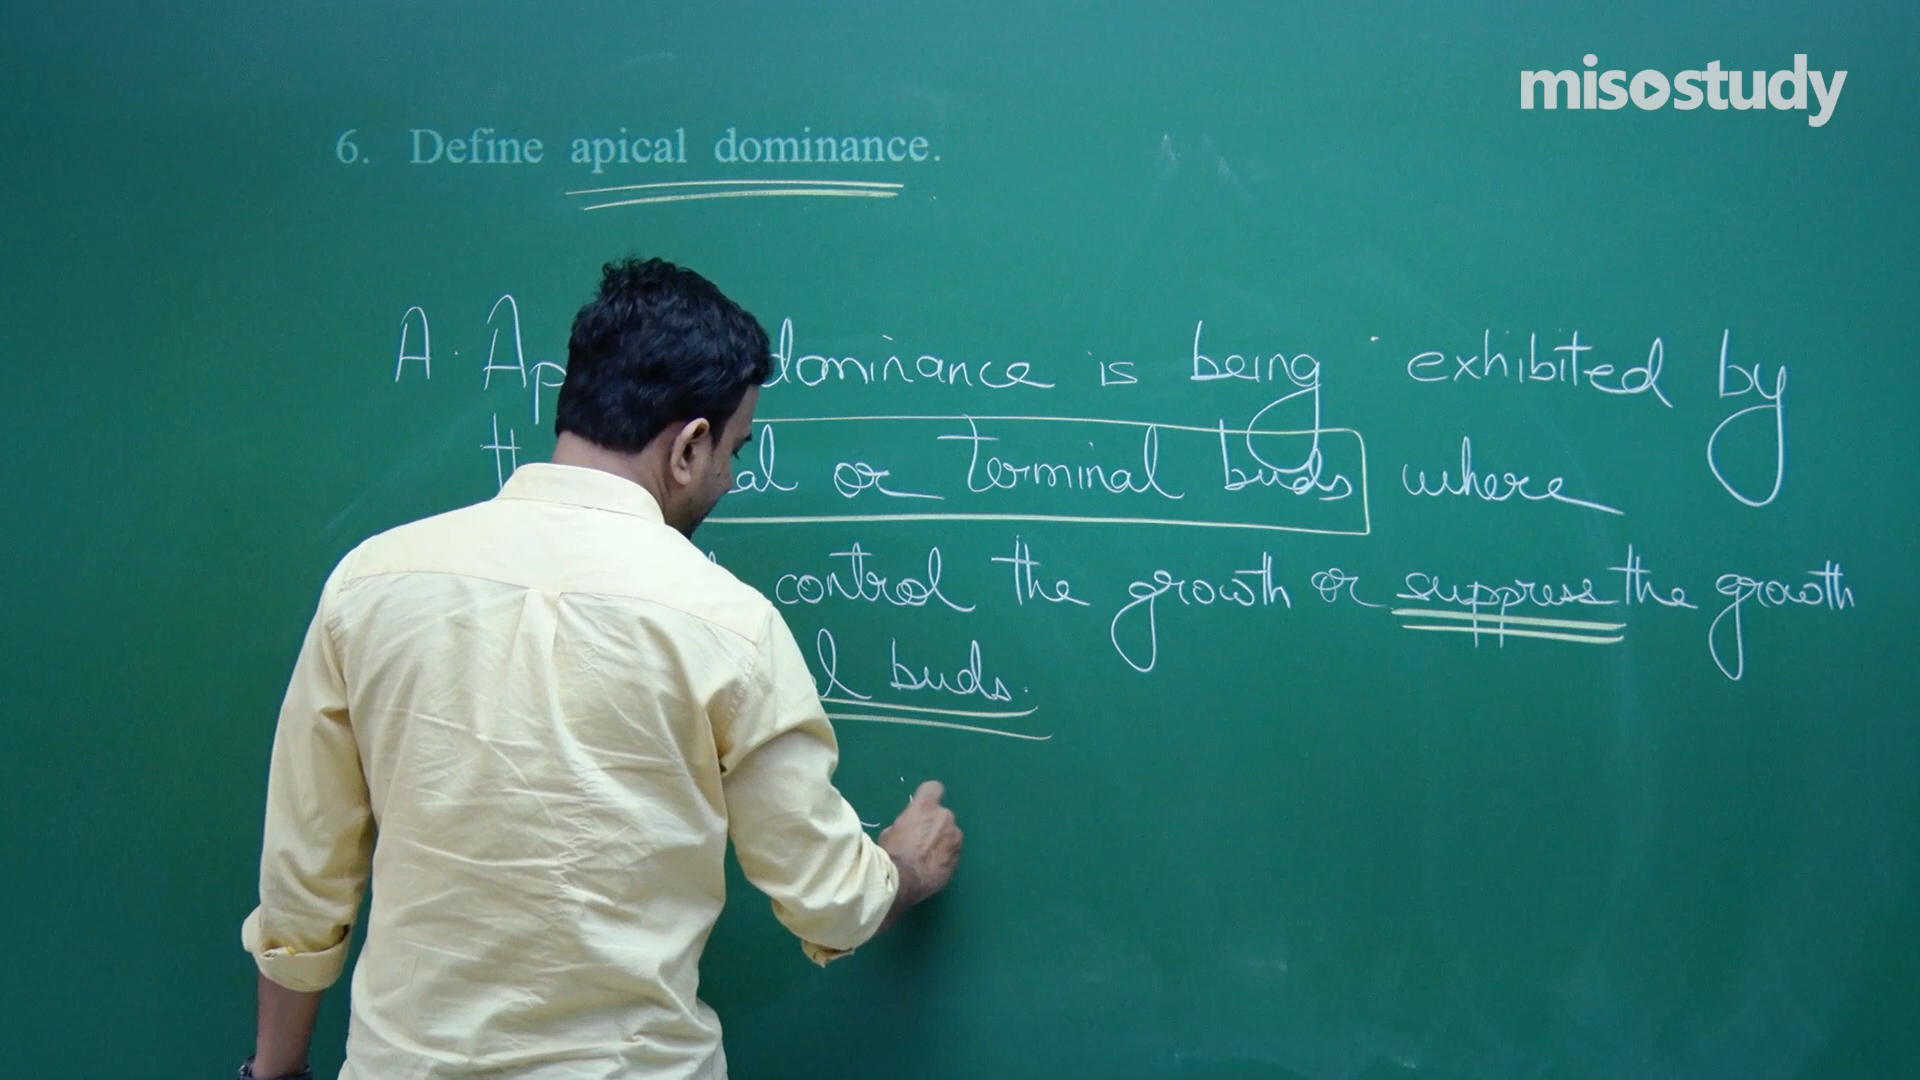 misostudy
6. Define apical dominance.
A. Ap dominance is being exhibited by
al or Terminal buds where
control the growth or suppress the growth
l buds.